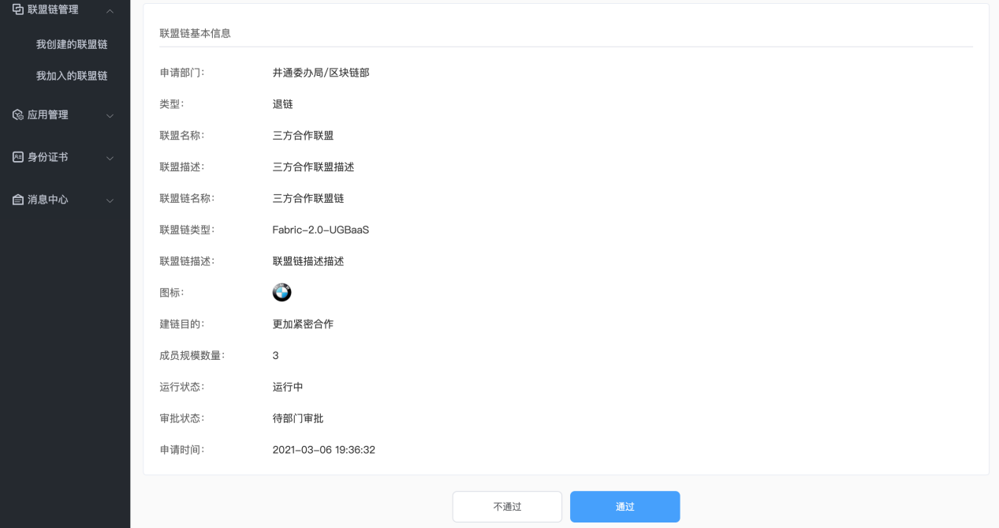 联盟链管理
我创建的联盟链
我加入的联盟链
应用管理
身份证书
消息中心
联盟链基本信息
申请部门： 井通委办局/区块链部
类型： 退链
联盟名称： 三方合作联盟
联盟描述： 三方合作联盟描述
联盟链名称： 三方合作联盟链
联盟链类型： Fabric-2.0-UGBaaS
联盟链描述： 联盟链描述描述
图标：
建链目的： 更加紧密合作
成员规模数量： 3
运行状态： 运行中
审批状态： 待部门审批
申请时间： 2021-03-06 19:36:32
不通过 通过